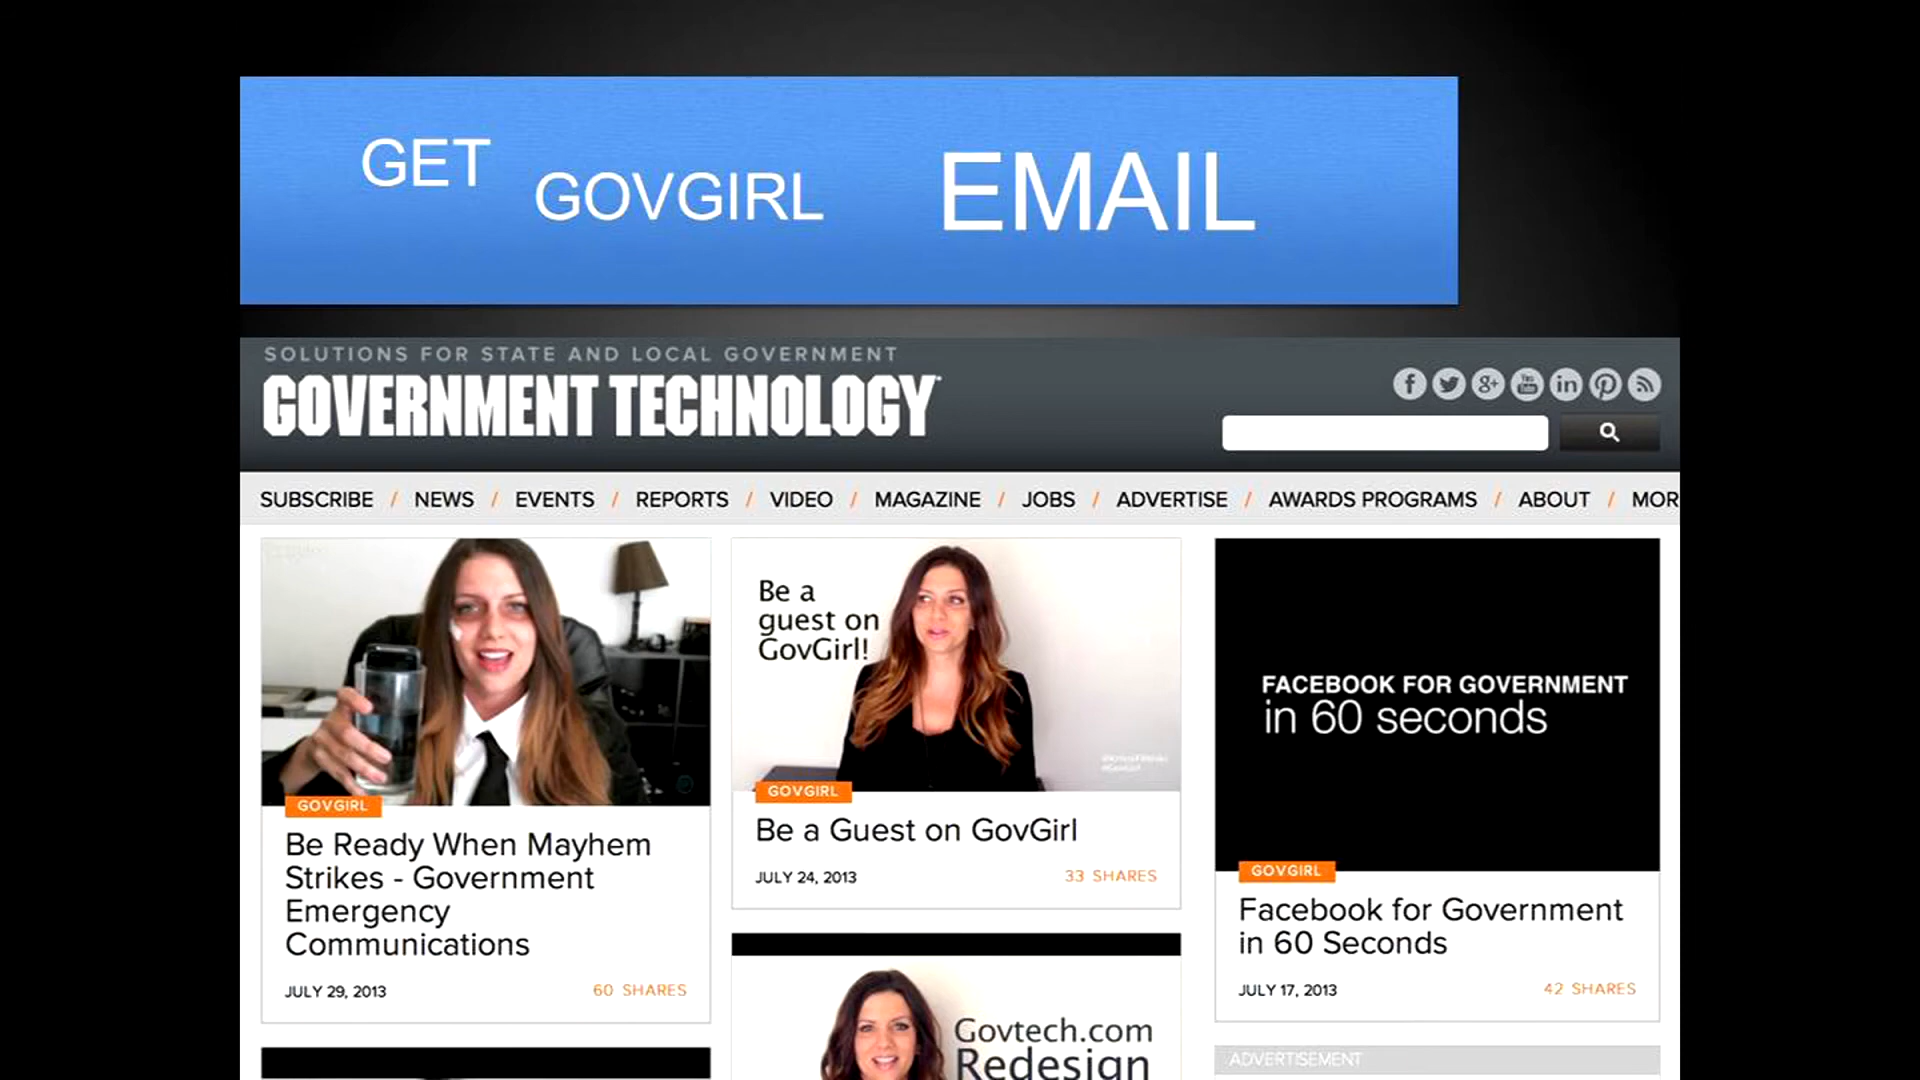 GET GOVGIRL EMAIL
SOLUTIONS FOR STATE AND LOCAL GOVERNMENT
GOVERNMENT TECHNOLOGY
SUBSCRIBE / NEWS / EVENTS / REPORTS / VIDEO / MAGAZINE / JOBS / ADVERTISE / AWARDS PROGRAMS / ABOUT / MOR
GOVGIRL
Be Ready When Mayhem
Strikes - Government
Emergency
Communications
JULY 29, 2013 60 SHARES
Be a
guest on
GovGirl!
GOVGIRL
Be a Guest on GovGirl
JULY 24, 2013 33 SHARES
Govtech.com
Redesign
FACEBOOK FOR GOVERNMENT
in 60 seconds
GOVGIRL
Facebook for Government
in 60 Seconds
JULY 17, 2013 42 SHARES
ADVERTISEMENT